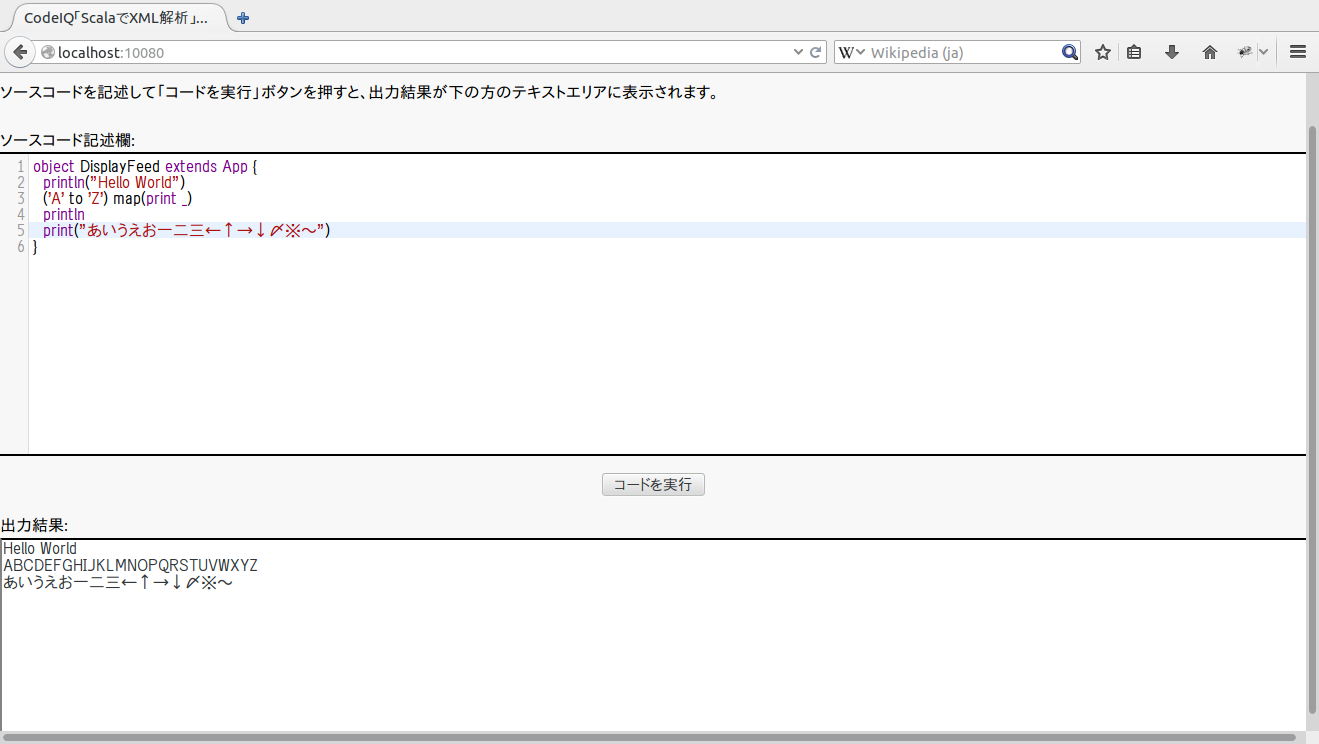 CodeIQ「ScalaでXML解析」...
localhost:10080
W Wikipedia (ja)
ソースコードを記述して「コードを実行」ボタンを押すと、出力結果が下の方のテキストエリアに表示されます。
ソースコード記述欄:
1 object DisplayFeed extends App {
2 println("Hello World")
3 ('A' to 'Z') map(print _)
4 println
5 print("あいうえお一二三←↑→↓〆※～")
6 }
コードを実行
出力結果:
Hello World
ABCDEFGHIJKLMNOPQRSTUVWXYZ
あいうえお一二三←↑→↓〆※～